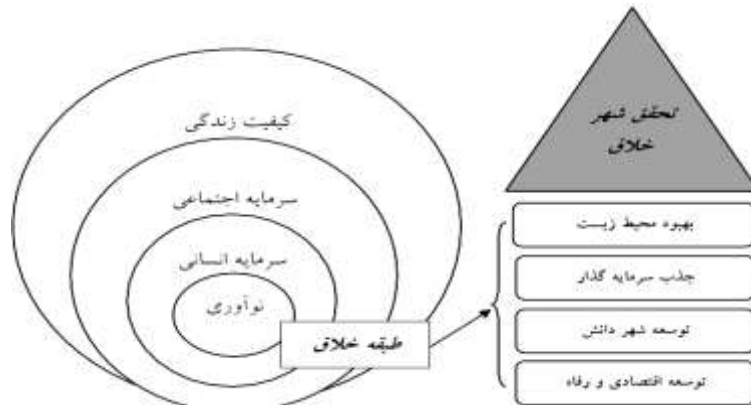 کیفیت زندگی
سرمایه اجتماعی
سرمایه انسانی
نوآوری
طبقه خلاق
تحقق شهر
خلاق
بهبود محیط زیست
جذب سرمایه گذار
توسعه شهر دانش
توسعه اقتصادی و رفاه